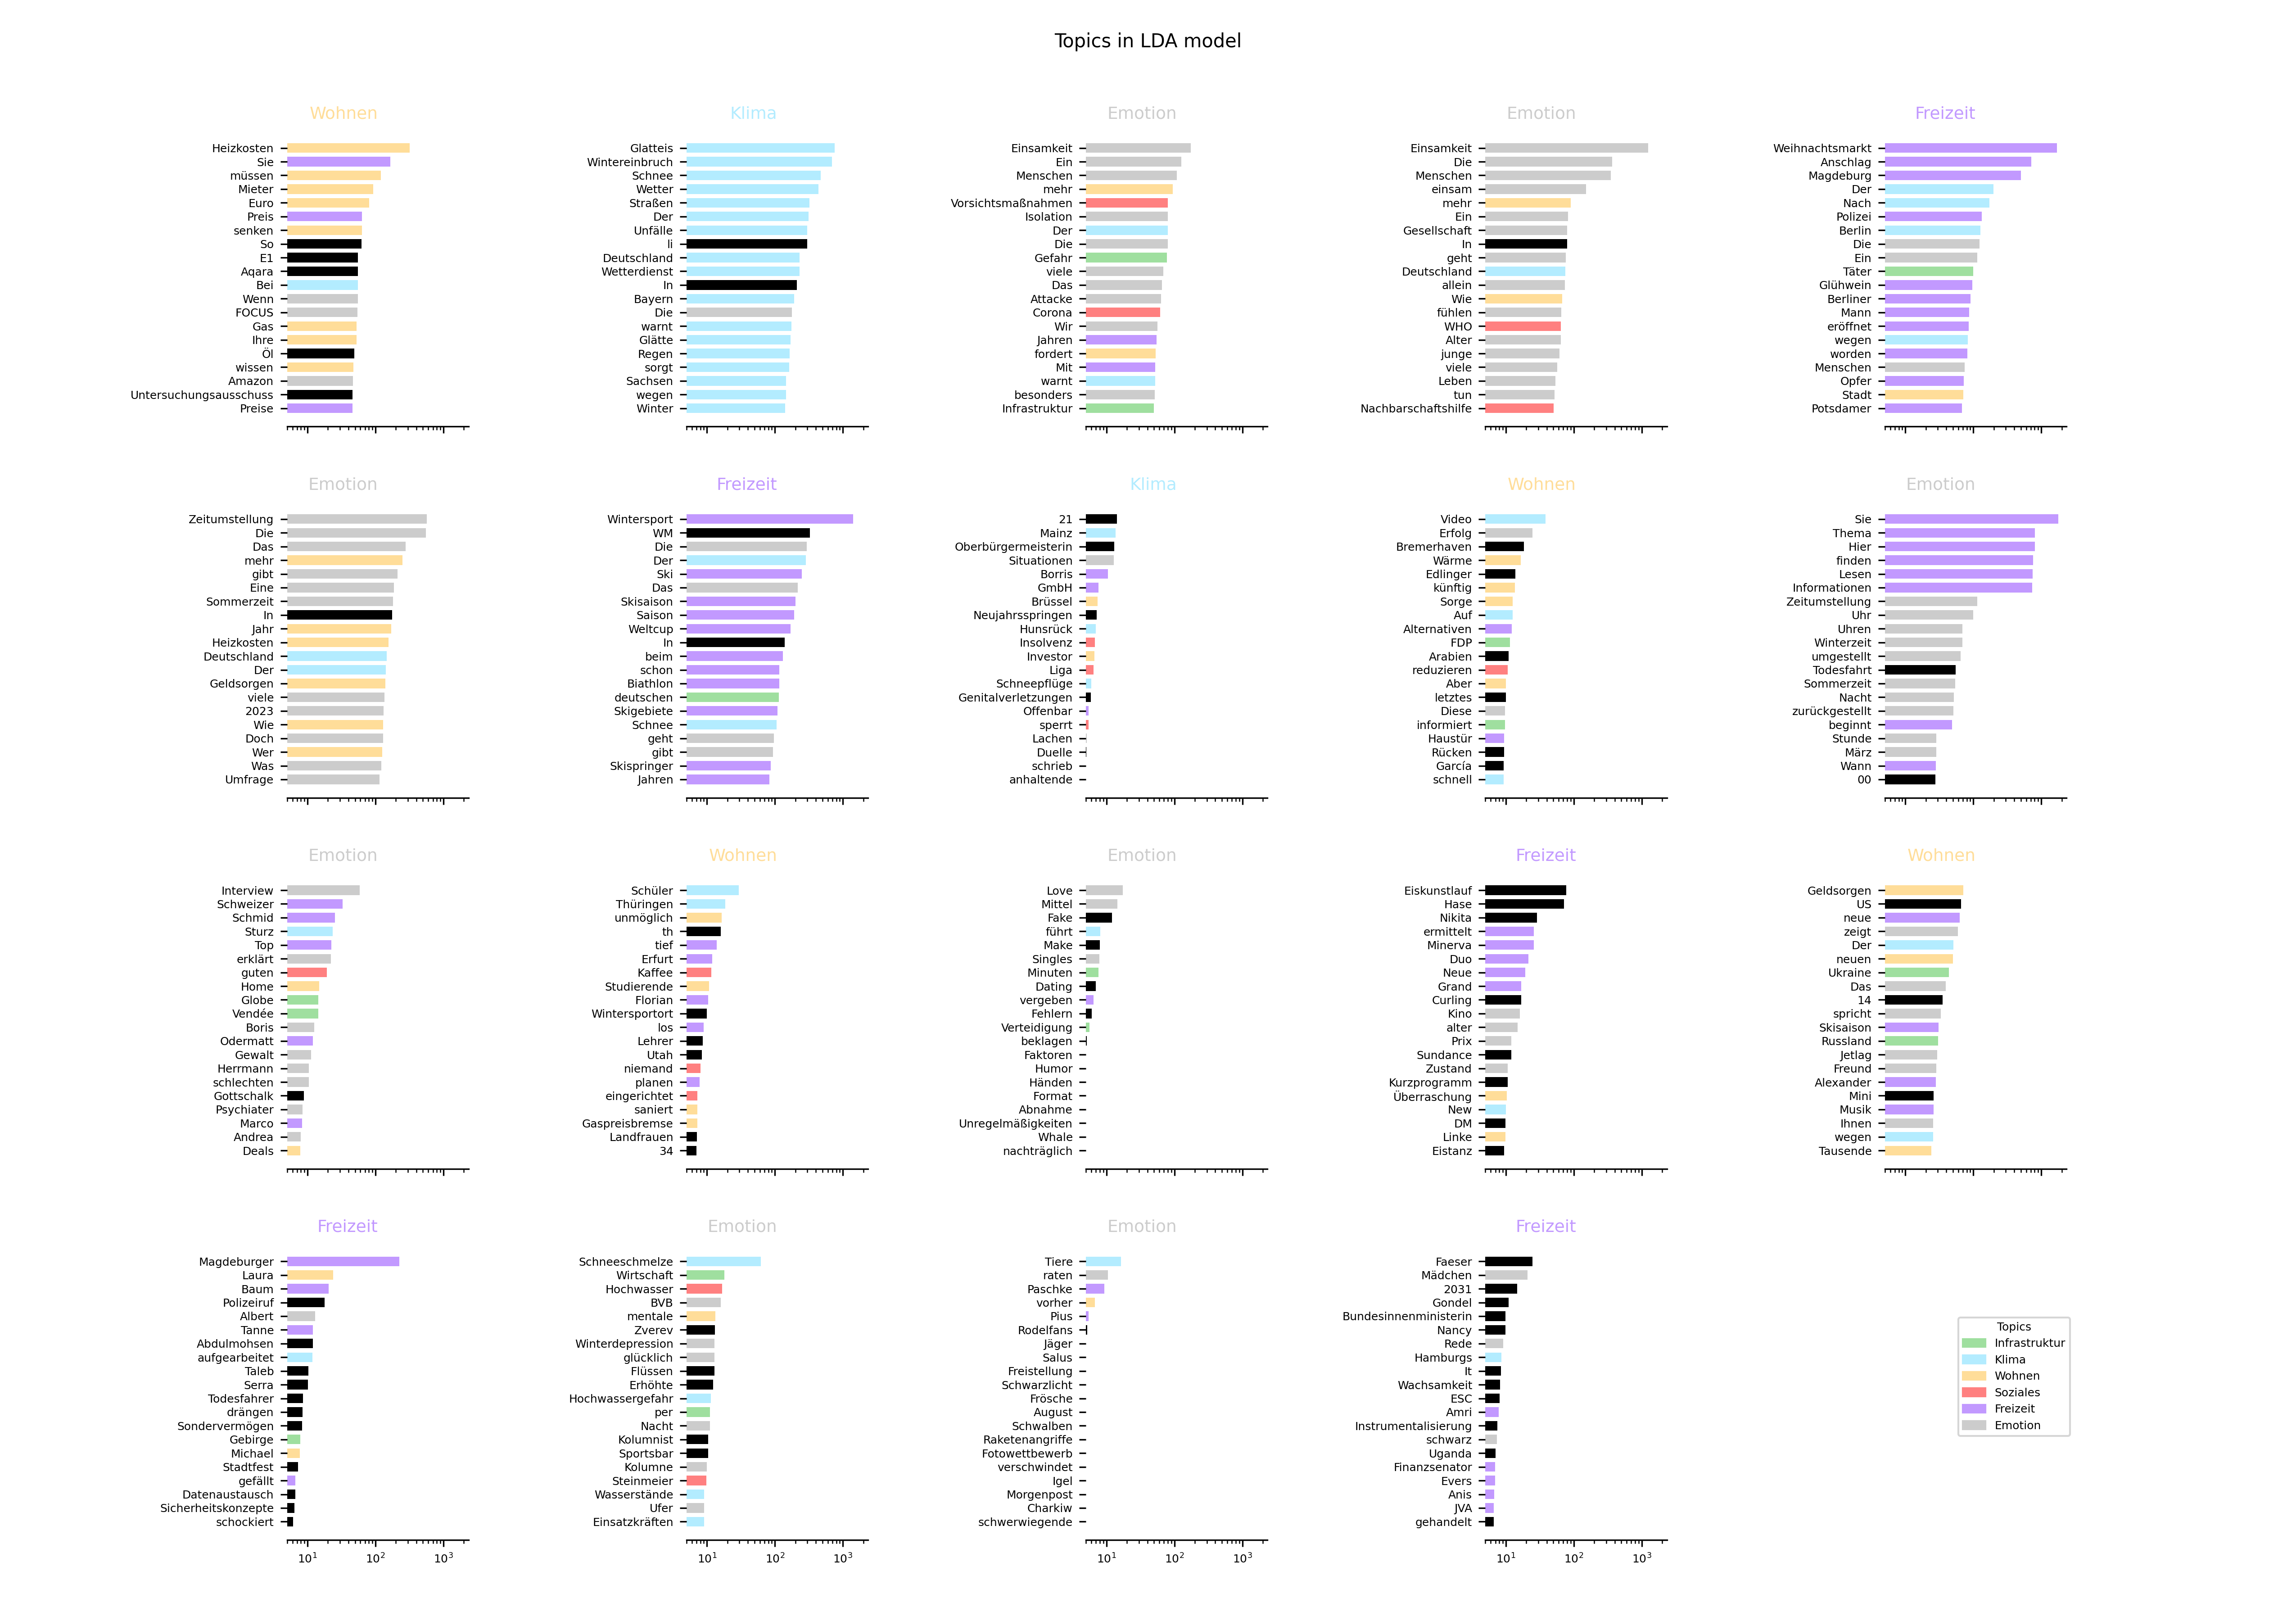 Topics in LDA model
Wohnen
Heizkosten
Sie
müssen
Mieter
Euro
Preis
senken
So
E1
Aqara
Bei
Wenn
FOCUS
Gas
Ihre
Öl
wissen
Amazon
Untersuchungsausschuss
Preise
Klima
Glatteis
Wintereinbruch
Schnee
Wetter
Straßen
Der
Unfälle
li
Deutschland
Wetterdienst
In
Bayern
Die
warnt
Glätte
Regen
sorgt
Sachsen
wegen
Winter
Emotion
Einsamkeit
Ein
Menschen
mehr
Vorsichtsmaßnahmen
Isolation
Der
Die
Gefahr
viele
Das
Attacke
Corona
Wir
Jahren
fordert
Mit
warnt
besonders
Infrastruktur
Emotion
Einsamkeit
Die
Menschen
einsam
mehr
Ein
Gesellschaft
In
geht
Deutschland
allein
Wie
fühlen
WHO
Alter
junge
viele
Leben
tun
Nachbarschaftshilfe
Freizeit
Weihnachtsmarkt
Anschlag
Magdeburg
Der
Nach
Polizei
Berlin
Die
Ein
Täter
Glühwein
Berliner
Mann
eröffnet
wegen
worden
Menschen
Opfer
Stadt
Potsdamer
Emotion
Zeitumstellung
Die
Das
mehr
gibt
Eine
Sommerzeit
In
Jahr
Heizkosten
Deutschland
Der
Geldsorgen
viele
2023
Wie
Doch
Wer
Was
Umfrage
Freizeit
Wintersport
WM
Die
Der
Ski
Das
Skisaison
Saison
Weltcup
In
beim
schon
Biathlon
deutschen
Skigebiete
Schnee
geht
gibt
Skispringer
Jahren
Klima
21
Mainz
Oberbürgermeisterin
Situationen
Borris
GmbH
Brüssel
Neujahrsspringen
Hunsrück
Insolvenz
Investor
Liga
Schneepflüge
Genitalverletzungen
Offenbar
sperrt
Lachen
Duelle
schrieb
anhaltende
Wohnen
Video
Erfolg
Bremerhaven
Wärme
Edlinger
künftig
Sorge
Auf
Alternativen
FDP
Arabien
reduzieren
Aber
letztes
Diese
informiert
Haustür
Rücken
García
schnell
Emotion
Sie
Thema
Hier
finden
Lesen
Informationen
Zeitumstellung
Uhr
Uhren
Winterzeit
umgestellt
Todesfahrt
Sommerzeit
Nacht
zurückgestellt
beginnt
Stunde
März
Wann
00
Emotion
Interview
Schweizer
Schmid
Sturz
Top
erklärt
guten
Home
Globe
Vendée
Boris
Odermatt
Gewalt
Herrmann
schlechten
Gottschalk
Psychiater
Marco
Andrea
Deals
Wohnen
Schüler
Thüringen
unmöglich
th
tief
Erfurt
Kaffee
Studierende
Florian
Wintersportort
los
Lehrer
Utah
niemand
planen
eingerichtet
saniert
Gaspreisbremse
Landfrauen
34
Emotion
Love
Mittel
Fake
führt
Make
Singles
Minuten
Dating
vergeben
Fehlern
Verteidigung
beklagen
Faktoren
Humor
Händen
Format
Abnahme
Unregelmäßigkeiten
Whale
nachträglich
Freizeit
Eiskunstlauf
Hase
Nikita
ermittelt
Minerva
Duo
Neue
Grand
Curling
Kino
alter
Prix
Sundance
Zustand
Kurzprogramm
Überraschung
New
DM
Linke
Eistanz
Wohnen
Geldsorgen
US
neue
zeigt
Der
neuen
Ukraine
Das
14
spricht
Skisaison
Russland
Jetlag
Freund
Alexander
Mini
Musik
Ihnen
wegen
Tausende
Freizeit
Magdeburger
Laura
Baum
Polizeiruf
Albert
Tanne
Abdulmohsen
aufgearbeitet
Taleb
Serra
Todesfahrer
drängen
Sondervermögen
Gebirge
Michael
Stadtfest
gefällt
Datenaustausch
Sicherheitskonzepte
schockiert
10¹ 10² 10³
Emotion
Schneeschmelze
Wirtschaft
Hochwasser
BVB
mentale
Zverev
Winterdepression
glücklich
Flüssen
Erhöhte
Hochwassergefahr
per
Nacht
Kolumnist
Sportsbar
Kolumne
Steinmeier
Wasserstände
Ufer
Einsatzkräften
10¹ 10² 10³
Emotion
Tiere
raten
Paschke
vorher
Pius
Rodelfans
Jäger
Salus
Freistellung
Schwarzlicht
Frösche
August
Schwalben
Raketenangriffe
Fotowettbewerb
verschwindet
Igel
Morgenpost
Charkiw
schwerwiegende
10¹ 10² 10³
Freizeit
Faeser
Mädchen
2031
Gondel
Bundesinnenministerin
Nancy
Rede
Hamburgs
It
Wachsamkeit
ESC
Amri
Instrumentalisierung
schwarz
Uganda
Finanzsenator
Evers
Anis
JVA
gehandelt
10¹ 10² 10³
Topics
Infrastruktur
Klima
Wohnen
Soziales
Freizeit
Emotion